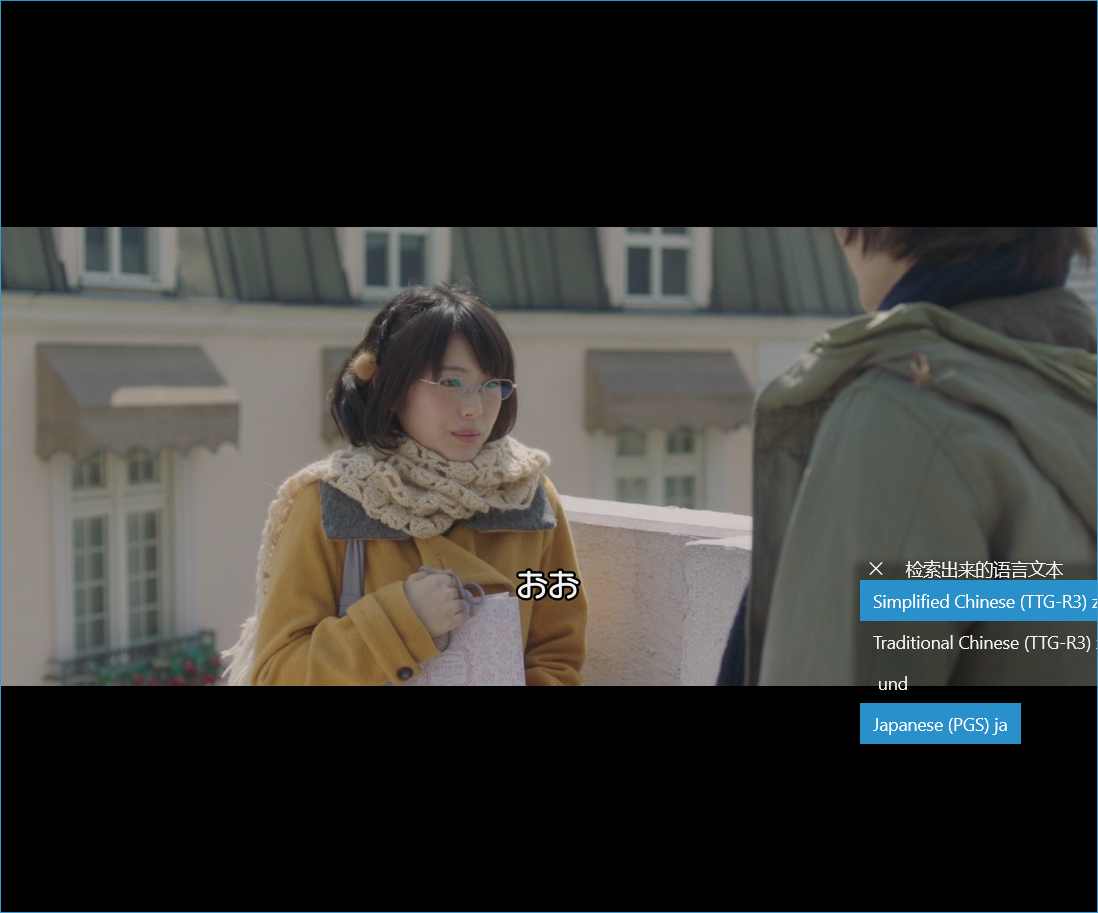 おお
検索出来的语言文本
Simplified Chinese (TTG-R3) z
Traditional Chinese (TTG-R3)
und
Japanese (PGS) ja